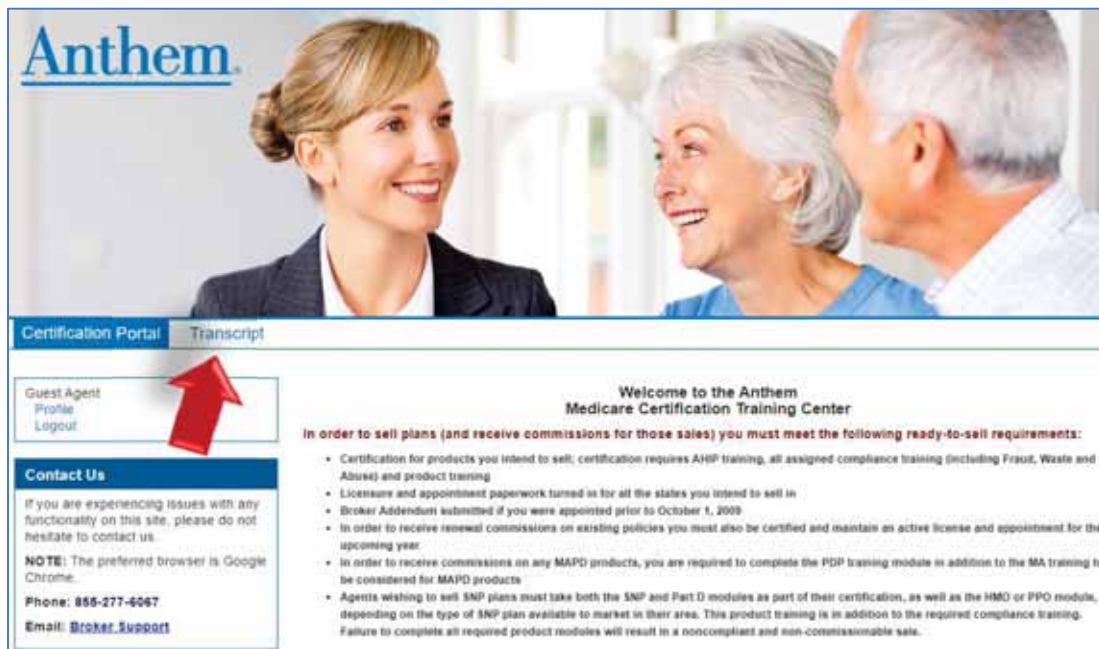 Anthem.
Certification Portal Transcript
Guest Agent
Profile
Logout
Contact Us
If you are experiencing issues with any
functionality on this site, please do not
hesitate to contact us.
NOTE: The preferred browser is Google
Chrome.
Phone: 855-277-6067
Email: Broker Support
Welcome to the Anthem
Medicare Certification Training Center
In order to sell plans (and receive commissions for those sales) you must meet the following ready-to-sell requirements:
• Certification for products you intend to sell; certification requires AHIP training, all assigned compliance training (including Fraud, Waste and
Abuse) and product training
• Licensure and appointment paperwork turned in for all the states you intend to sell in
• Broker Addendum submitted if you were appointed prior to October 1, 2009
• In order to receive renewal commissions on existing policies you must also be certified and maintain an active license and appointment for the
upcoming year.
• In order to receive commissions on any MAPD products, you are required to complete the PDP training module in addition to the MA training
be considered for MAPD products
• Agents wishing to sell SNP plans must take both the SNP and Part D modules as part of their certification, as well as the HMO or PPO module,
depending on the type of SNP plan available to market in their area. This product training is in addition to the required compliance training.
Failure to complete all required product modules will result in a noncompliant and non-commissionable sale.